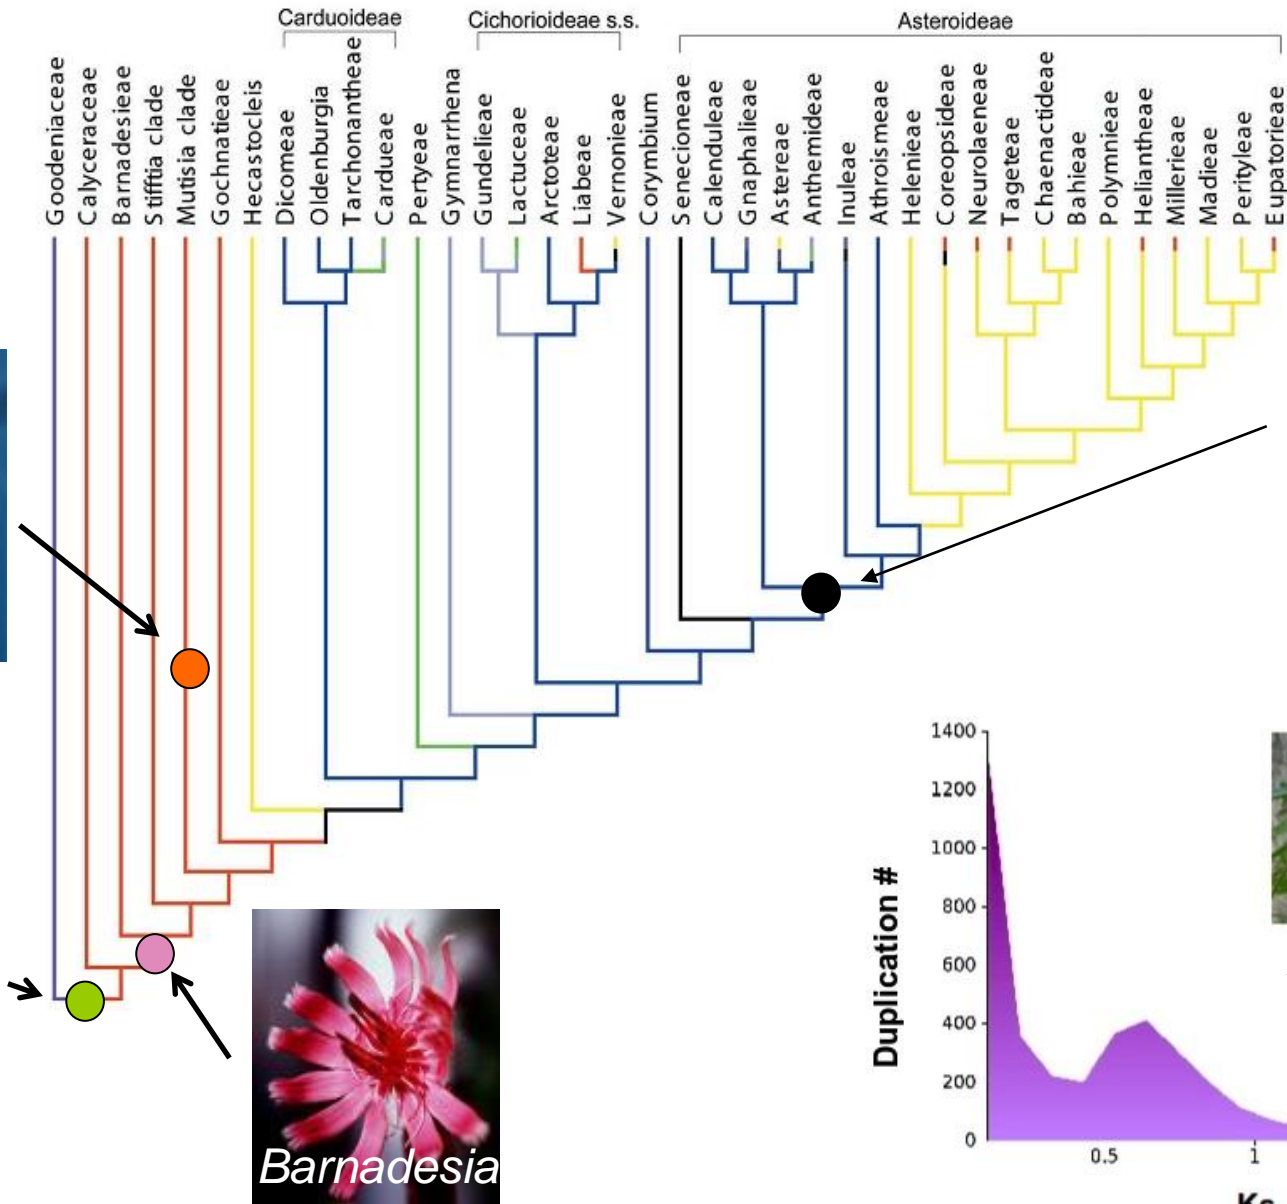 Carduoideae
Cichorioideae s.s.
Asteroideae
Goodeniaceae
Calyceraceae
Barnadesieae
Stifftia clade
Mutisia clade
Gochnatieae
Hecastocleis
Dicomeae
Oldenburgia
Tarchonantheae
Cardueae
Pertyeae
Gymnarrhena
Gundelieae
Lactuceae
Arctoteae
Liabeae
Vernonieae
Corymbium
Senecioneae
Calenduleae
Gnaphalieae
Astereae
Anthemideae
Inuleae
Athrismeae
Helenieae
Coreopsideae
Neurolaeneae
Tageteae
Chaenactideae
Bahieae
Polymnieae
Heliantheae
Millerieae
Madieae
Perityleae
Eupatorieae
Barnadesia
Duplication #
1400
1200
1000
800
600
400
200
0
0.5
1
Ks